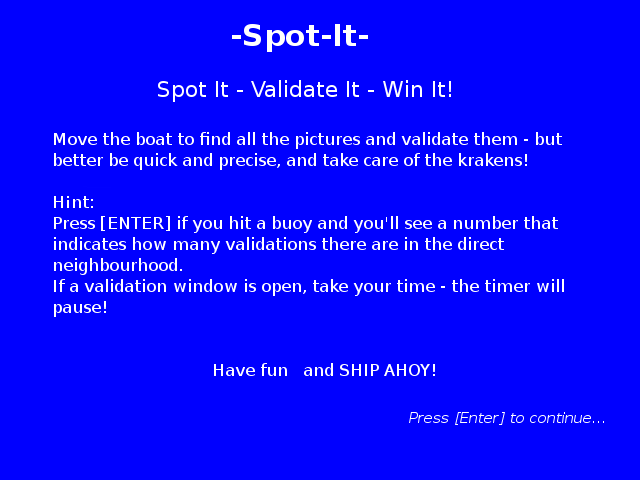 -Spot-It-
Spot It - Validate It - Win It!
Move the boat to find all the pictures and validate them - but
better be quick and precise, and take care of the krakens!
Hint:
Press [ENTER] if you hit a buoy and you'll see a number that
indicates how many validations there are in the direct
neighbourhood.
If a validation window is open, take your time - the timer will
pause!
Have fun   and SHIP AHOY!
Press [Enter] to continue...